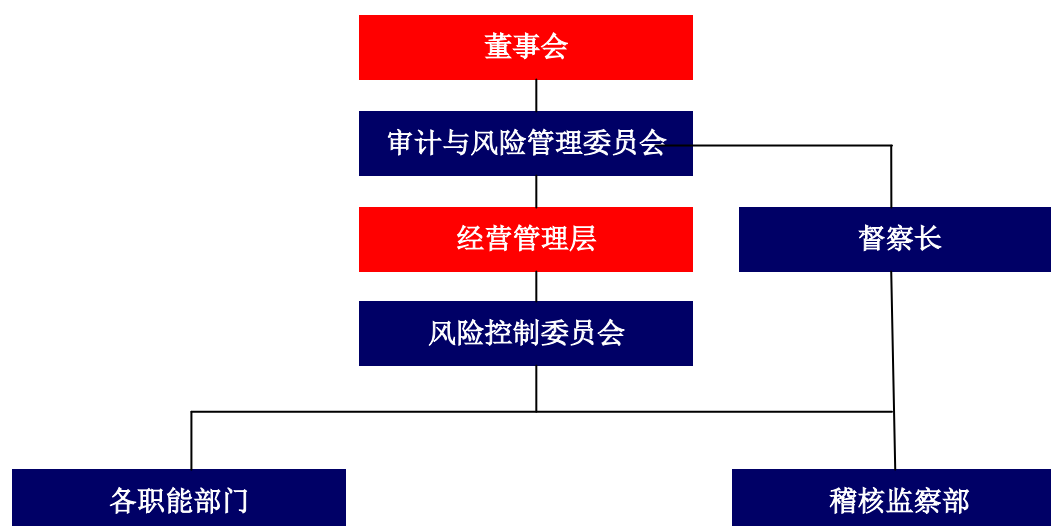 董事会
审计与风险管理委员会
经营管理层
督察长
风险控制委员会
各职能部门
稽核监察部